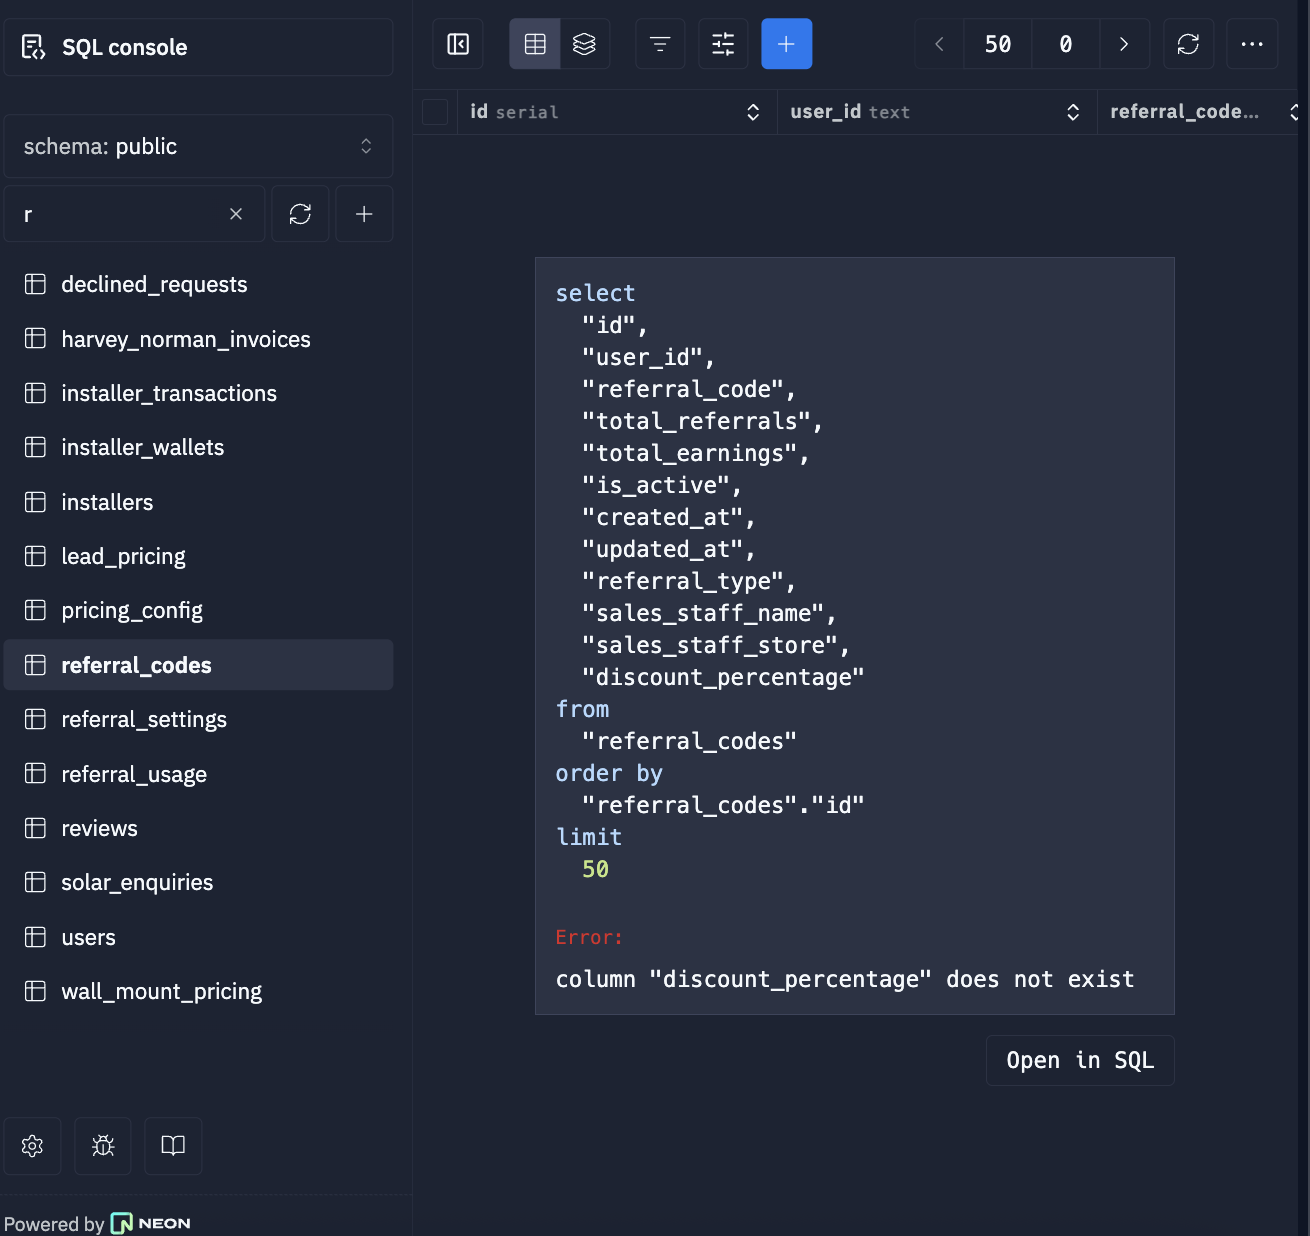 SQL console
schema: public
r
declined_requests
harvey_norman_invoices
installer_transactions
installer_wallets
installers
lead_pricing
pricing_config
referral_codes
referral_settings
referral_usage
reviews
solar_enquiries
users
wall_mount_pricing
Powered by NEON
50 0
id serial user_id text referral_code...
select
"id",
"user_id",
"referral_code",
"total_referrals",
"total_earnings",
"is_active",
"created_at",
"updated_at",
"referral_type",
"sales_staff_name",
"sales_staff_store",
"discount_percentage"
from
"referral_codes"
order by
"referral_codes"."id"
limit
50
Error:
column "discount_percentage" does not exist
Open in SQL